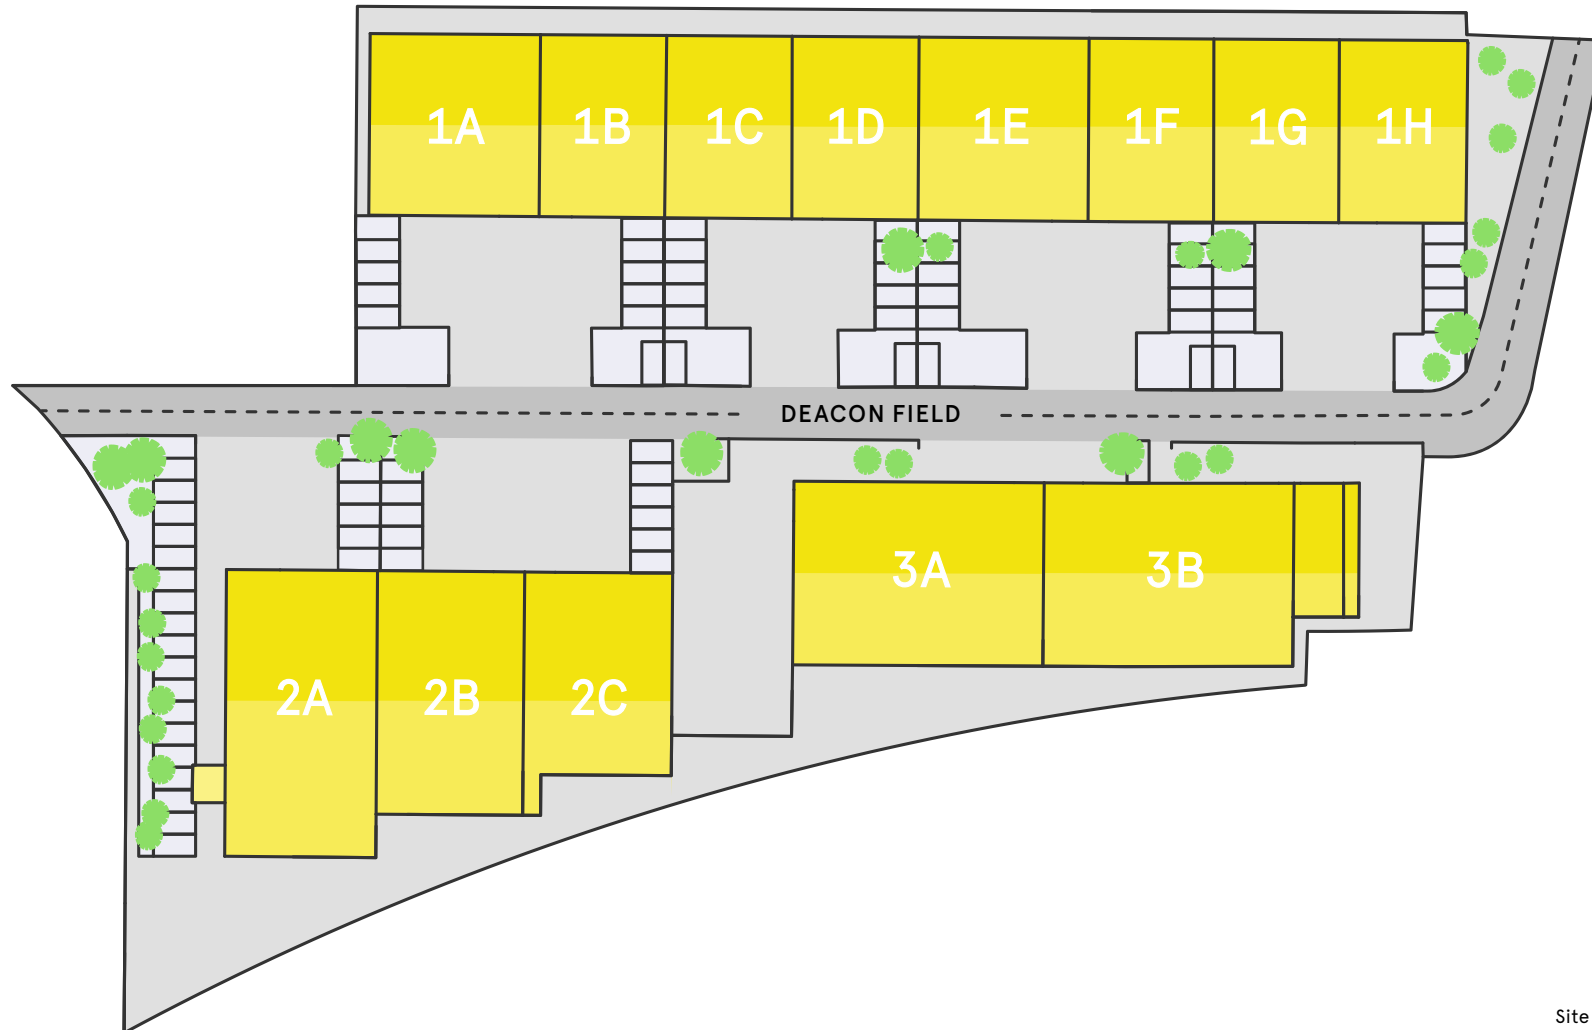 1A 1B 1C 1D 1E 1F 1G 1H
DEACON FIELD
3A 3B
2A 2B 2C
Site